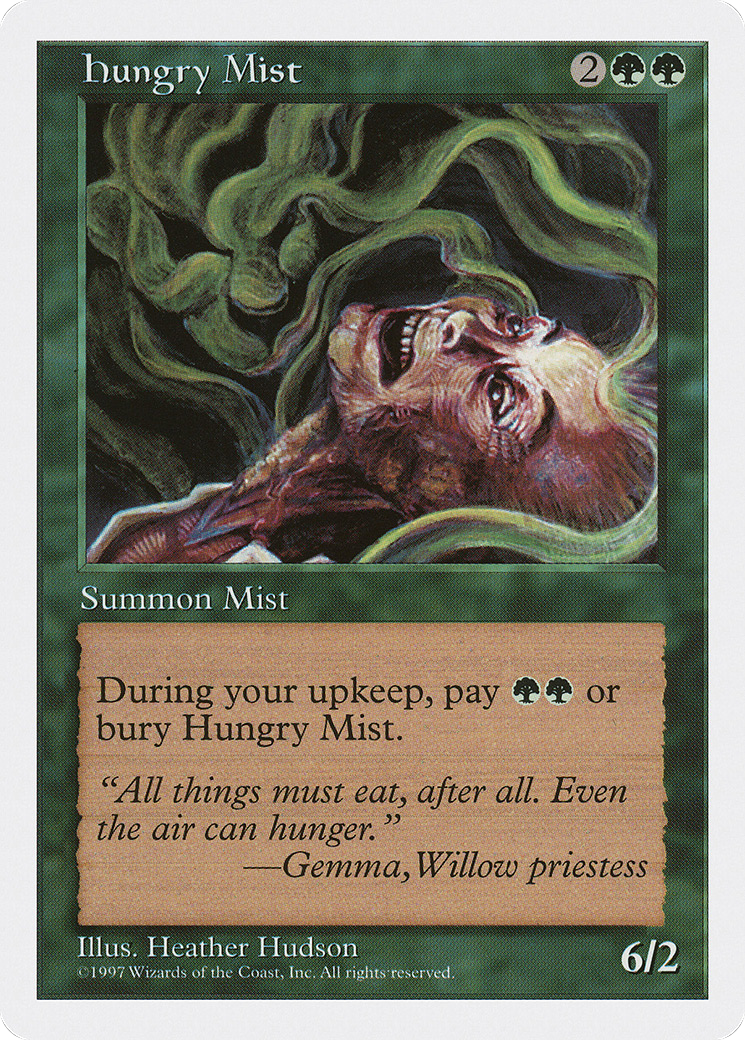 Hungry Mist 2
Summon Mist
During your upkeep, pay or
bury Hungry Mist.
“All things must eat, after all. Even
the air can hunger.”
—Gemma, Willow priestess
Illus. Heather Hudson
©1997 Wizards of the Coast, Inc. All rights reserved.
6/2